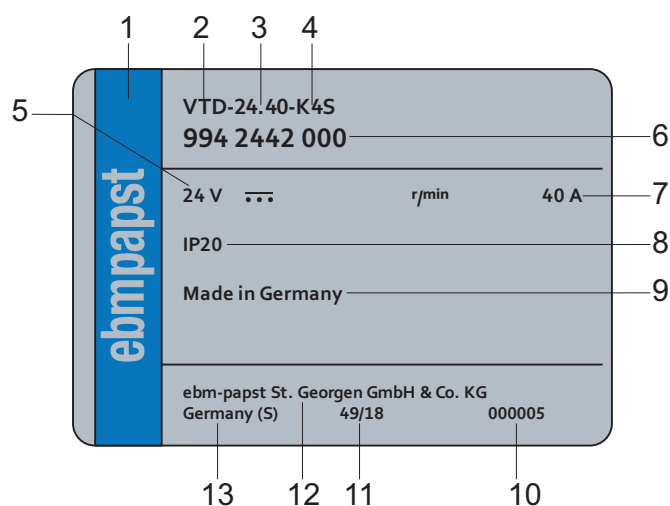 1 2 3 4
5
VTD-24.40-K4S
994 2442 000 6
ebmpapst
24 V r/min 40 A 7
IP20 8
Made in Germany 9
ebm-papst St. Georgen GmbH & Co. KG
Germany (S) 49/18 000005
13 12 11 10